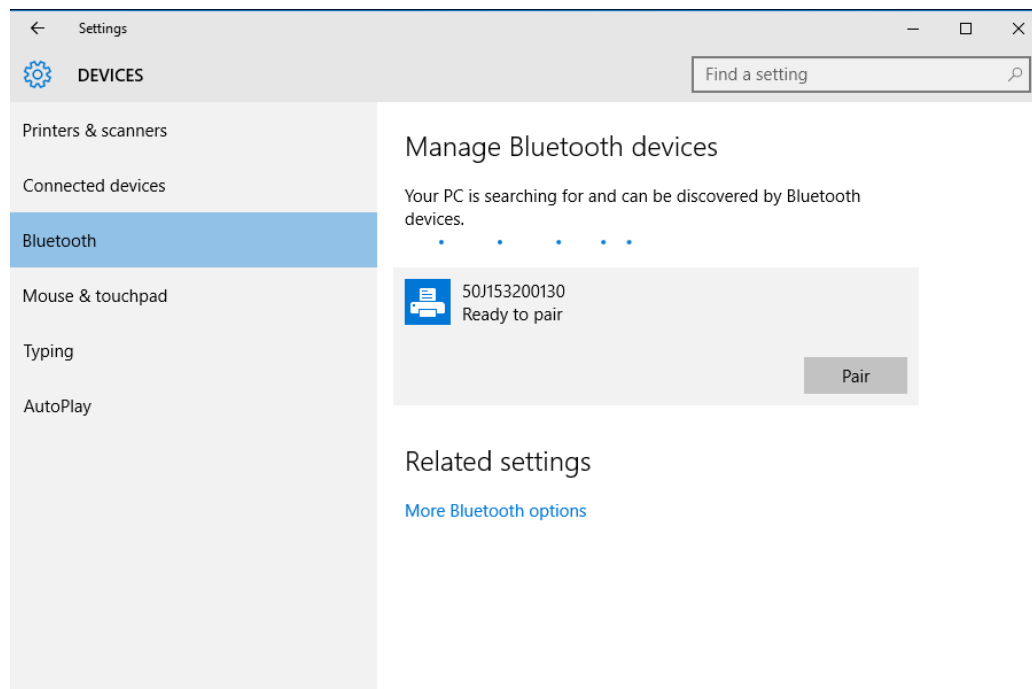 Settings
DEVICES
Find a setting
Printers & scanners
Connected devices
Bluetooth
Mouse & touchpad
Typing
AutoPlay
Manage Bluetooth devices
Your PC is searching for and can be discovered by Bluetooth
devices.
50J153200130
Ready to pair
Pair
Related settings
More Bluetooth options